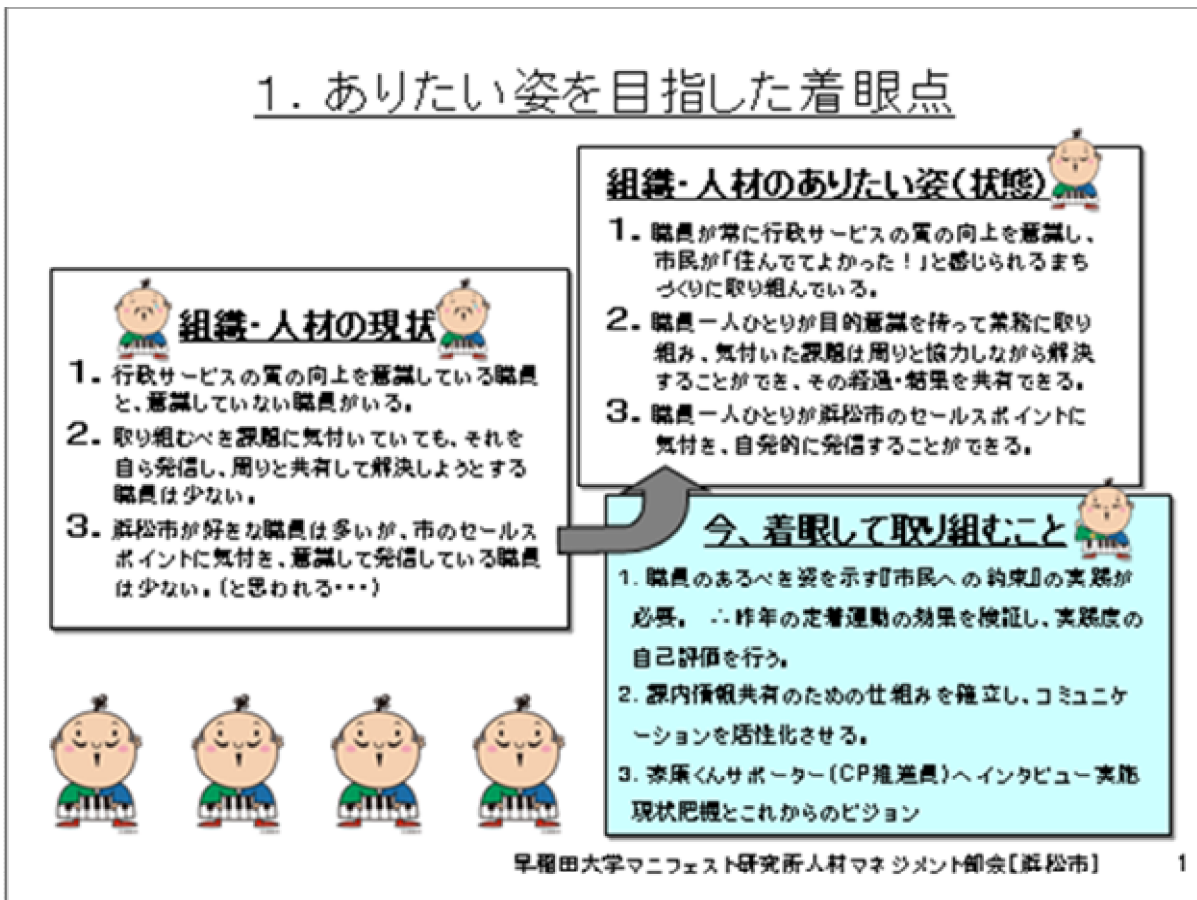 1. ありたい姿を目指した着眼点
組織・人材の現状
1. 行政サービスの質の向上を意識している職員
と、意識していない職員がいる。
2. 取り組むべき課題に気付いていても、それを
自ら発信し、周りと共有して解決しようとする
職員は少ない。
3. 浜松市が好きな職員は多いが、市のセールス
ポイントに気付き、意識して発信している職員
は少ない。(と思われる・・・)
組織・人材のありたい姿(状態)
1. 職員が常に行政サービスの質の向上を意識し、
市民が「住んでてよかった!」と感じられるまち
づくりに取り組んでいる。
2. 職員一人ひとりが目的意識を持って業務に取り
組み、気付いた課題は周りと協力しながら解決
することができ、その経過・結果を共有できる。
3. 職員一人ひとりが浜松市のセールスポイントに
気付き、自発的に発信することができる。
今、着眼して取り組むこと
1. 職員のあるべき姿を示す『市民への約束』の実践が
必要。 ∴昨年の定着運動の効果を検証し、実践度の
自己評価を行う。
2. 課内情報共有のための仕組みを確立し、コミュニケ
ーションを活性化させる。
3. 家康くんサポーター(CP推進員)へインタビュー実施
現状把握とこれからのビジョン
早稲田大学マニフェスト研究所人材マネジメント部会[浜松市] 1